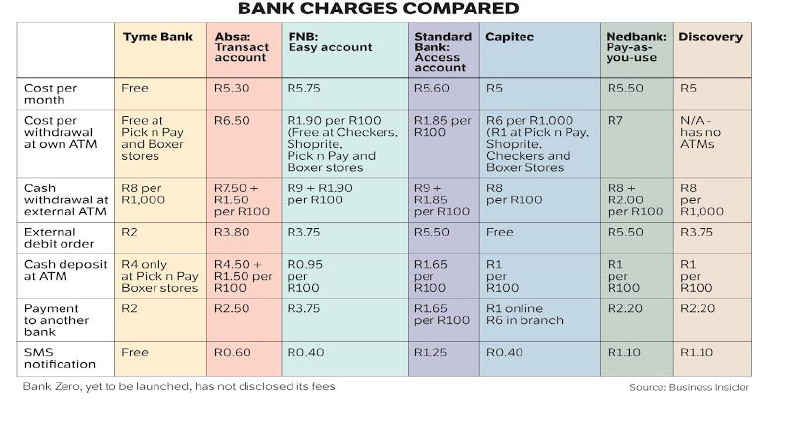 BANK CHARGES COMPARED
Tyme Bank
Absa:
Transact
account
FNB:
Easy account
Standard
Bank:
Access
account
Capitec
Nedbank:
Pay-as-
you-use
Discovery
Cost per
month
Free
R5.30
R5.75
R5.60
R5
R5.50
R5
Cost per
withdrawal
at own ATM
Free at
Pick n Pay
and Boxer
stores
R6.50
R1.90 per R100
(Free at Checkers,
Shoprite,
Pick n Pay and
Boxer stores
R1.85 per
R100
R6 per R1,000
(R1 at Pick n Pay,
Shoprite,
Checkers and
Boxer Stores
R7
N/A -
has no
ATMs
Cash
withdrawal at
external ATM
R8 per
R1,000
R7.50 +
R1.50
per R100
R9 + R1.90
per R100
R9 +
R1.85
per R100
R8
per R100
R8 +
R2.00
per R100
R8
per
R1,000
External
debit order
R2
R3.80
R3.75
R5.50
Free
R5.50
R3.75
Cash deposit
at ATM
R4 only
at Pick n Pay
Boxer stores
R4,50 +
R1.50 per
R100
R0.95
per
R100
R1.65
per
R100
R1
per
R100
R1
per
R100
R1
per
R100
Payment
to another
bank
R2
R2.50
R3.75
R1.65
per R100
R1 online
R6 in branch
R2.20
R2.20
SMS
notification
Free
R0.60
R0.40
R1.25
R0.40
R1.10
R1.10
Bank Zero, yet to be launched, has not disclosed its fees
Source: Business Insider